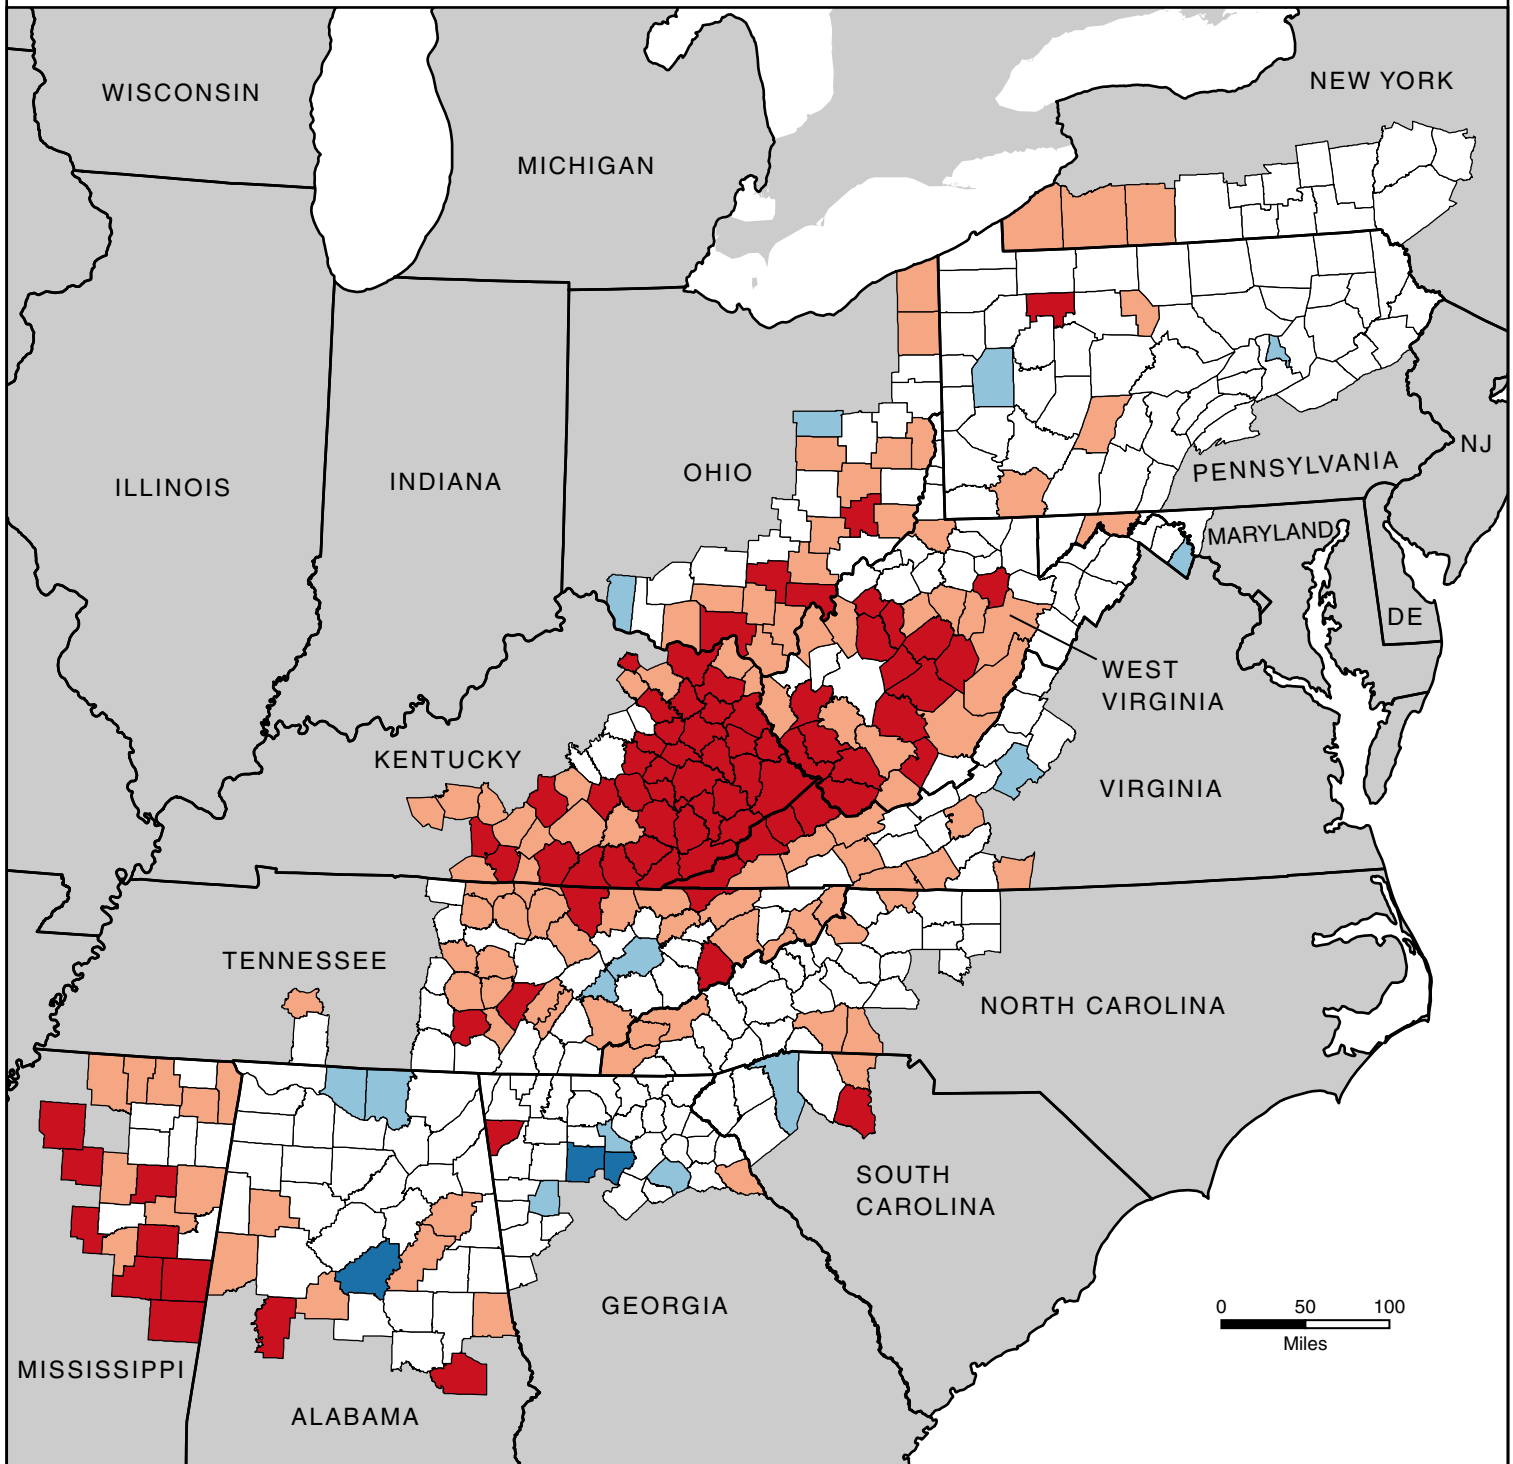 NEW YORK
WISCONSIN
MICHIGAN
NJ
PENNSYLVANIA
OHIO
INDIANA
ILLINOIS
MARYLAND
DE
WEST
VIRGINIA
KENTUCKY
VIRGINIA
TENNESSEE
NORTH CAROLINA
SOUTH
CAROLINA
GEORGIA
0 50 100
Miles
MISSISSIPPI
ALABAMA